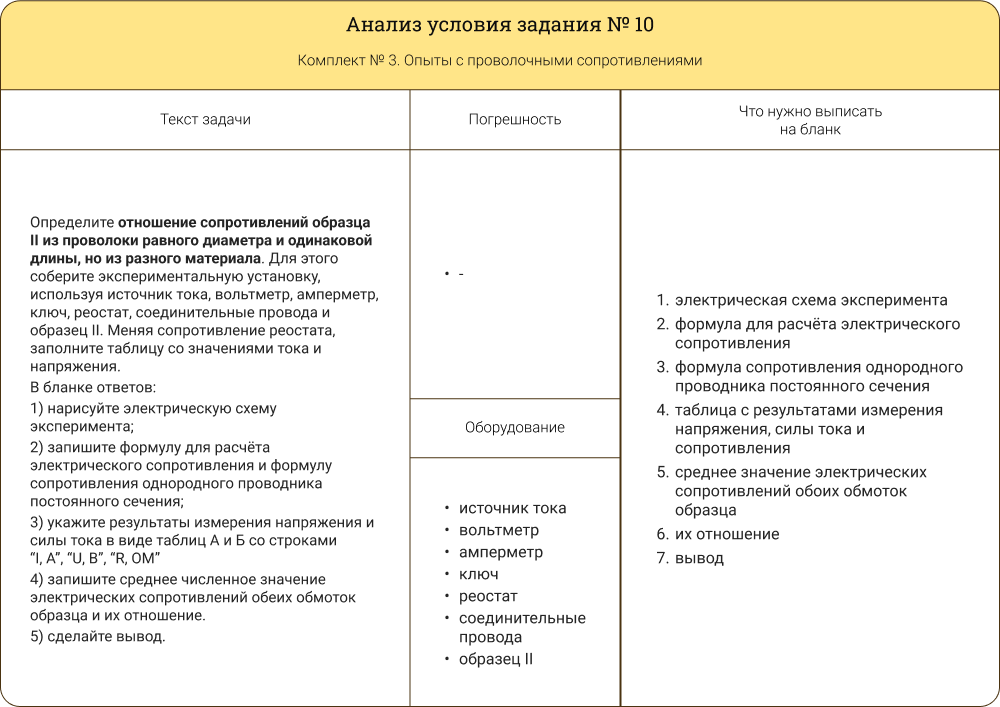 Анализ условия задания № 10
Комплект № 3. Опыты с проволочными сопротивлениями
Текст задачи
Погрешность
Что нужно выписать
на бланк
Определите отношение сопротивлений образца
II из проволоки равного диаметра и одинаковой
длины, но из разного материала. Для этого
соберите экспериментальную установку,
используя источник тока, вольтметр, амперметр,
ключ, реостат, соединительные провода и
образец II. Меняя сопротивление реостата,
заполните таблицу со значениями тока и
напряжения.
В бланке ответов:
1) нарисуйте электрическую схему
эксперимента;
2) запишите формулу для расчёта
электрического сопротивления и формулу
сопротивления однородного проводника
постоянного сечения;
3) укажите результаты измерения напряжения и
силы тока в виде таблиц А и Б со строками
“I, А”, “U, В”, “R, ОМ”
4) запишите среднее численное значение
электрических сопротивлений обеих обмоток
образца и их отношение.
5) сделайте вывод.
• -
Оборудование
• источник тока
• вольтметр
• амперметр
• ключ
• реостат
• соединительные
провода
• образец II
1. электрическая схема эксперимента
2. формула для расчёта электрического
сопротивления
3. формула сопротивления однородного
проводника постоянного сечения
4. таблица с результатами измерения
напряжения, силы тока и
сопротивления
5. среднее значение электрических
сопротивлений обоих обмоток
образца
6. их отношение
7. вывод